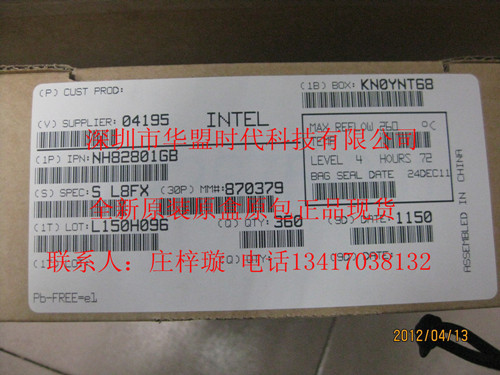 (P) CUST PROD:
(1B) BOX: KN0YNT68
(V) SUPPLIER: 04195 INTEL
深圳市华盟时代科技有限公司
MAX REFLOW 260 °C
TEMP
(1P) IPN: NH82801GB
LEVEL 4 HOURS 72
BAG SEAL DATE 24DEC11
(S) SPEC: S L8FX (30P) MM#: 870379
全新原装原盒原包正品现货
(1T) LOT: L150H096 (Q) QTY: 360 (9D) DATE: 1150
联系人：庄梓璇 电话13417038132
Pb-FREE=e1
ASSEMBLED IN CHINA
2012/04/13